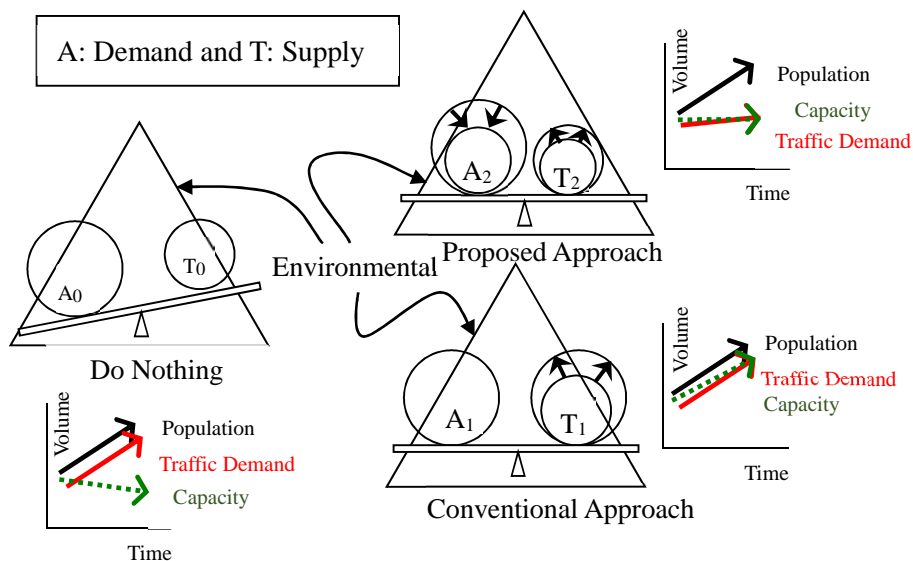 A: Demand and T: Supply
A2
T2
Proposed Approach
Volume
Population
Capacity
Traffic Demand
Time
A0
T0
Do Nothing
Environmental
A1
T1
Conventional Approach
Volume
Population
Traffic Demand
Capacity
Time
Volume
Population
Traffic Demand
Capacity
Time